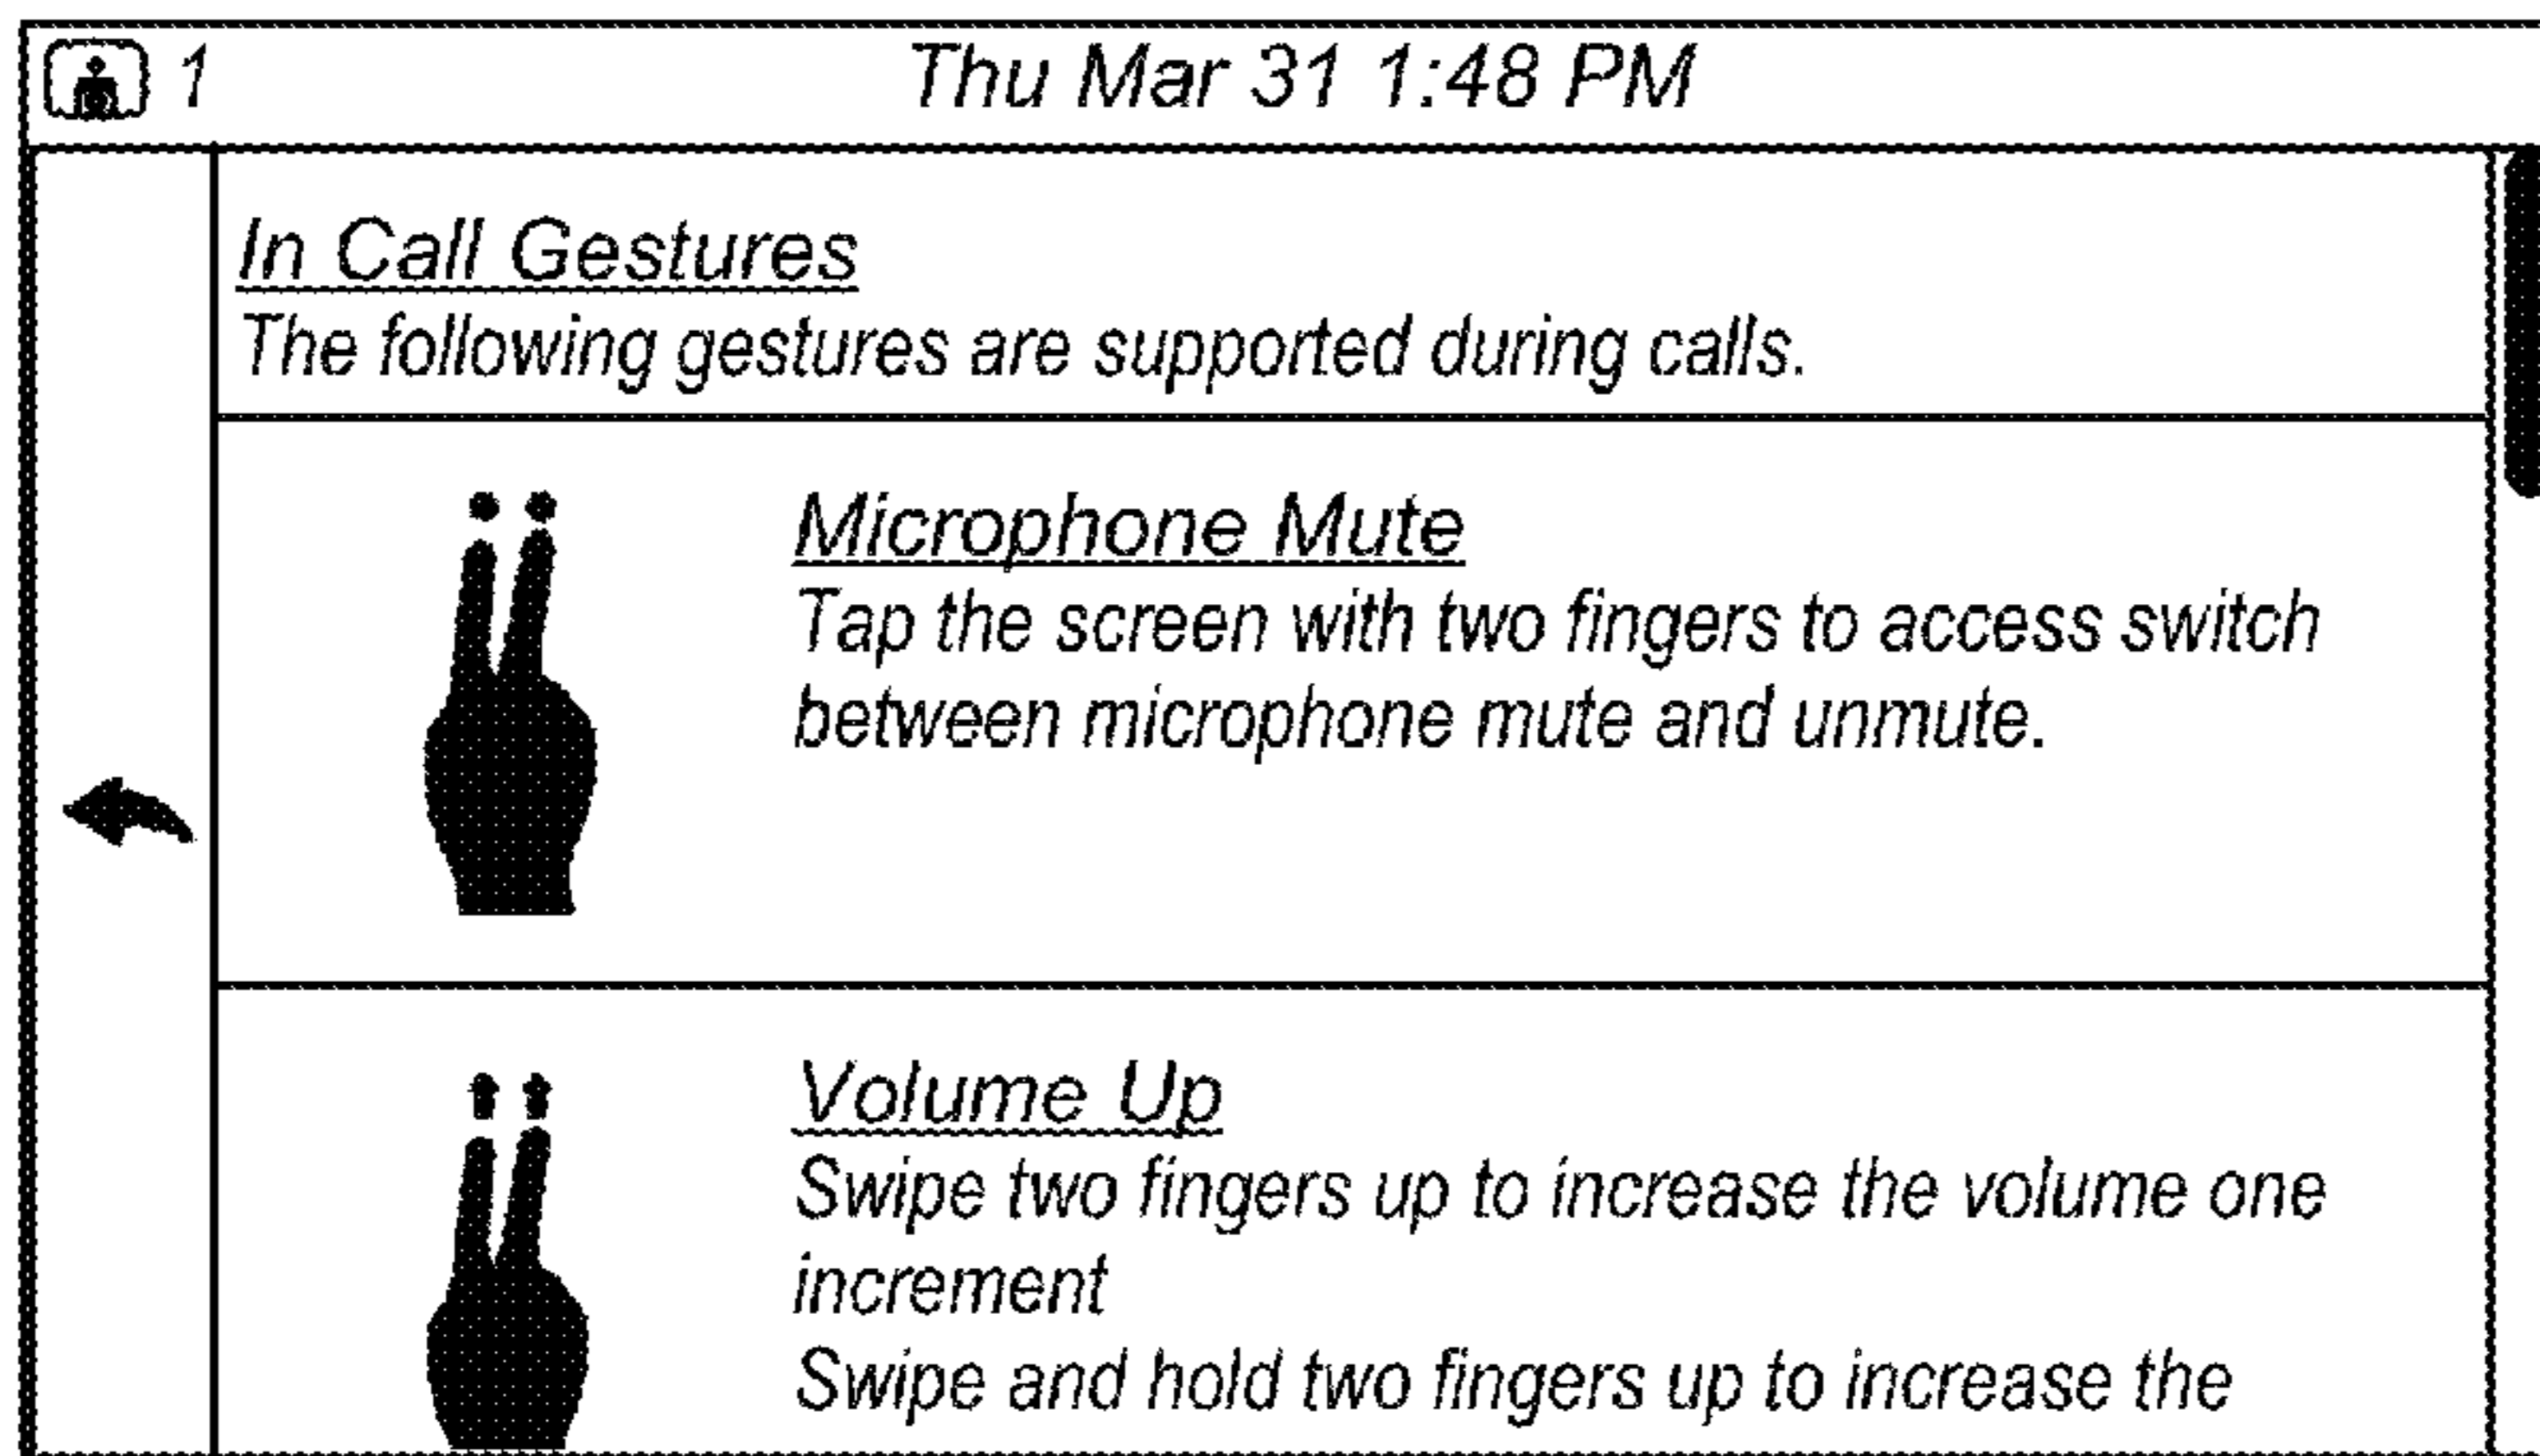 1
Thu Mar 31 1:48 PM
In Call Gestures
The following gestures are supported during calls.
Microphone Mute
Tap the screen with two fingers to access switch
between microphone mute and unmute.
Volume Up
Swipe two fingers up to increase the volume one
increment
Swipe and hold two fingers up to increase the